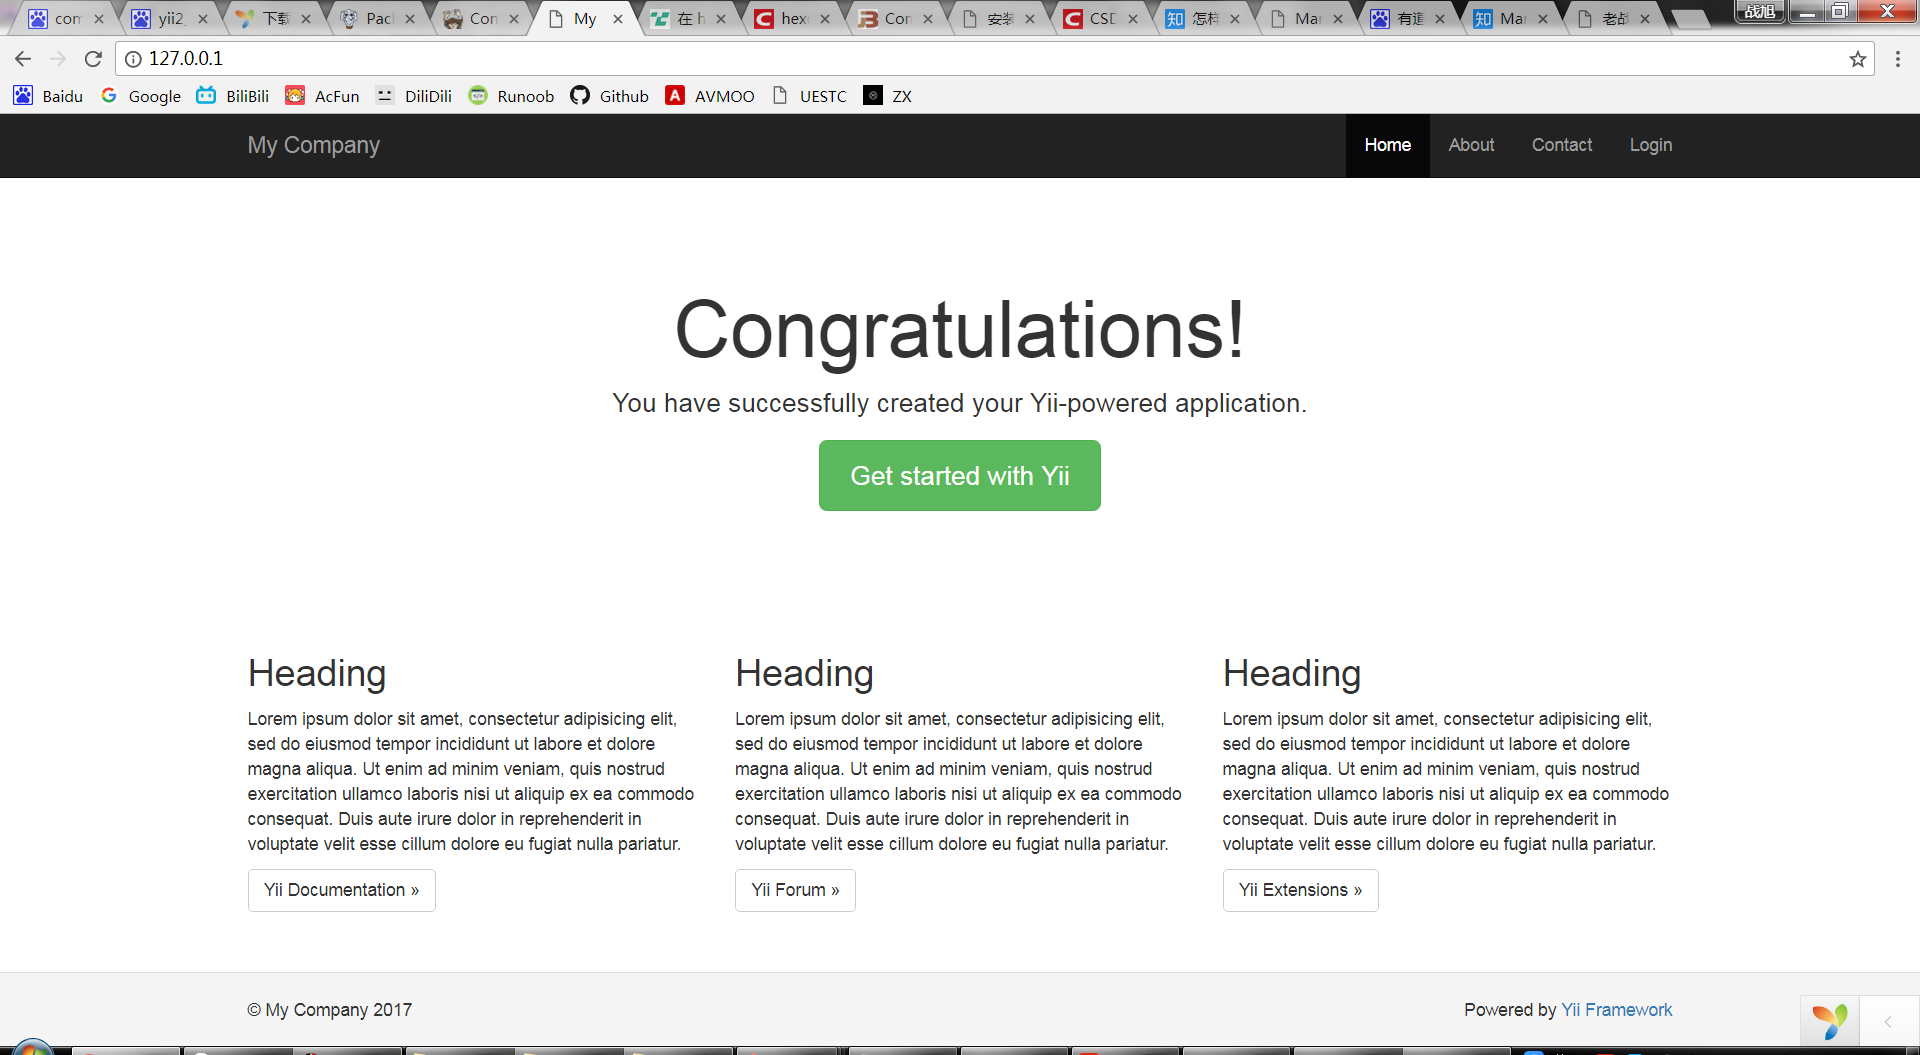 com
yii2_
下载
Pac
Con
My
在 h
hex
Con
安装
CSD
怎样
Mar
有道
Mar
老战
战旭
127.0.0.1
Baidu Google BiliBili AcFun DiliDili Runoob Github AVMOO UESTC ZX
My Company Home About Contact Login
Congratulations!
You have successfully created your Yii-powered application.
Get started with Yii
Heading
Lorem ipsum dolor sit amet, consectetur adipisicing elit,
sed do eiusmod tempor incididunt ut labore et dolore
magna aliqua. Ut enim ad minim veniam, quis nostrud
exercitation ullamco laboris nisi ut aliquip ex ea commodo
consequat. Duis aute irure dolor in reprehenderit in
voluptate velit esse cillum dolore eu fugiat nulla pariatur.
Yii Documentation »
Heading
Lorem ipsum dolor sit amet, consectetur adipisicing elit,
sed do eiusmod tempor incididunt ut labore et dolore
magna aliqua. Ut enim ad minim veniam, quis nostrud
exercitation ullamco laboris nisi ut aliquip ex ea commodo
consequat. Duis aute irure dolor in reprehenderit in
voluptate velit esse cillum dolore eu fugiat nulla pariatur.
Yii Forum »
Heading
Lorem ipsum dolor sit amet, consectetur adipisicing elit,
sed do eiusmod tempor incididunt ut labore et dolore
magna aliqua. Ut enim ad minim veniam, quis nostrud
exercitation ullamco laboris nisi ut aliquip ex ea commodo
consequat. Duis aute irure dolor in reprehenderit in
voluptate velit esse cillum dolore eu fugiat nulla pariatur.
Yii Extensions »
© My Company 2017 Powered by Yii Framework